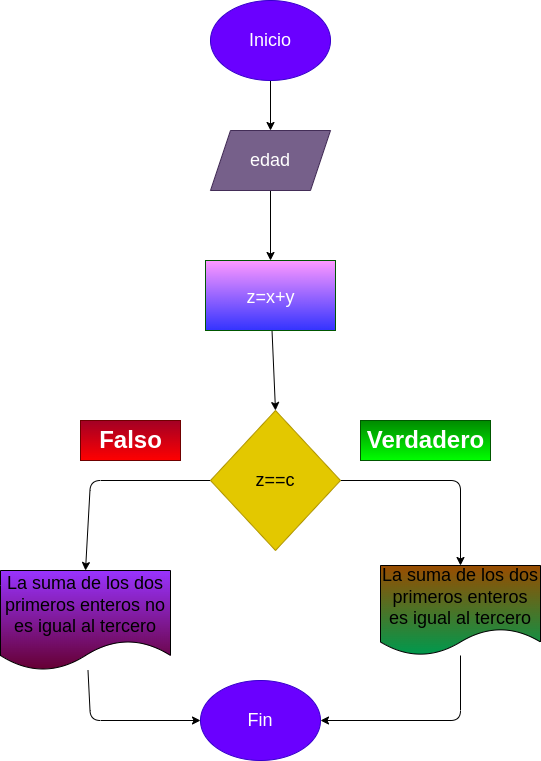 Inicio
edad
z=x+y
Falso
Verdadero
z==c
La suma de los dos
primeros enteros no
es igual al tercero
La suma de los dos
primeros enteros
es igual al tercero
Fin